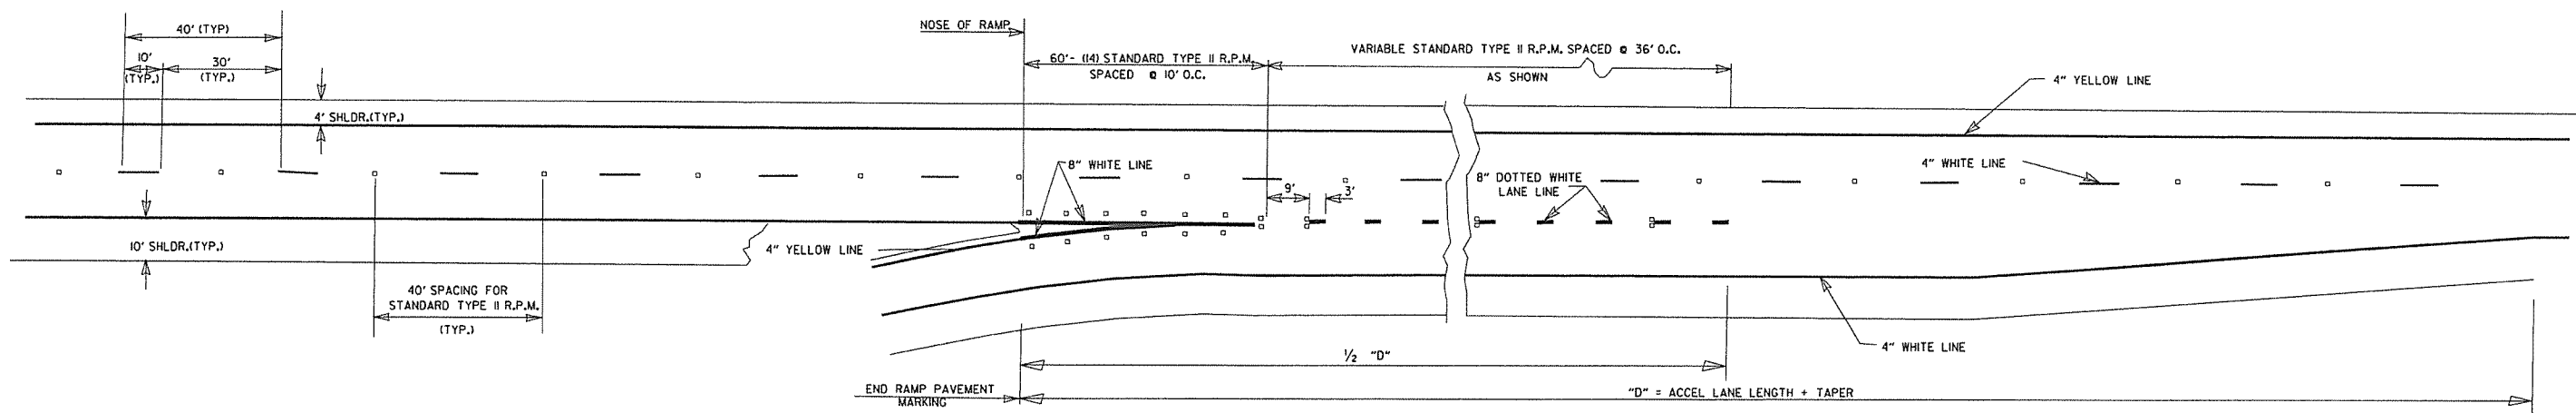 NOSE OF RAMP
40' (TYP)
10'
(TYP.)
30'
(TYP.)
60'- (14) STANDARD TYPE II R.P.M.
SPACED @ 10' O.C.
VARIABLE STANDARD TYPE II R.P.M. SPACED @ 36' O.C.
AS SHOWN
4" YELLOW LINE
4' SHLDR.(TYP.)
8" WHITE LINE
4" WHITE LINE
8" DOTTED WHITE
LANE LINE
9'
3'
10' SHLDR.(TYP.)
4" YELLOW LINE
40' SPACING FOR
STANDARD TYPE II R.P.M.
(TYP.)
4" WHITE LINE
1/2 "D"
END RAMP PAVEMENT
MARKING
"D" = ACCEL LANE LENGTH + TAPER